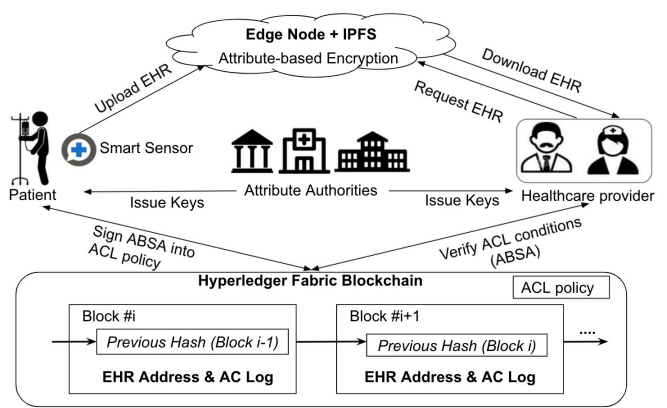 Edge Node + IPFS
Attribute-based Encryption
Upload EHR
Download EHR
Request EHR
Smart Sensor
Patient
Attribute Authorities
Healthcare provider
Issue Keys
Issue Keys
Sign ABSA into
ACL policy
Verify ACL conditions
(ABSA)
Hyperledger Fabric Blockchain
ACL policy
Block #i
Previous Hash (Block i-1)
EHR Address & AC Log
Block #i+1
Previous Hash (Block i)
EHR Address & AC Log
....